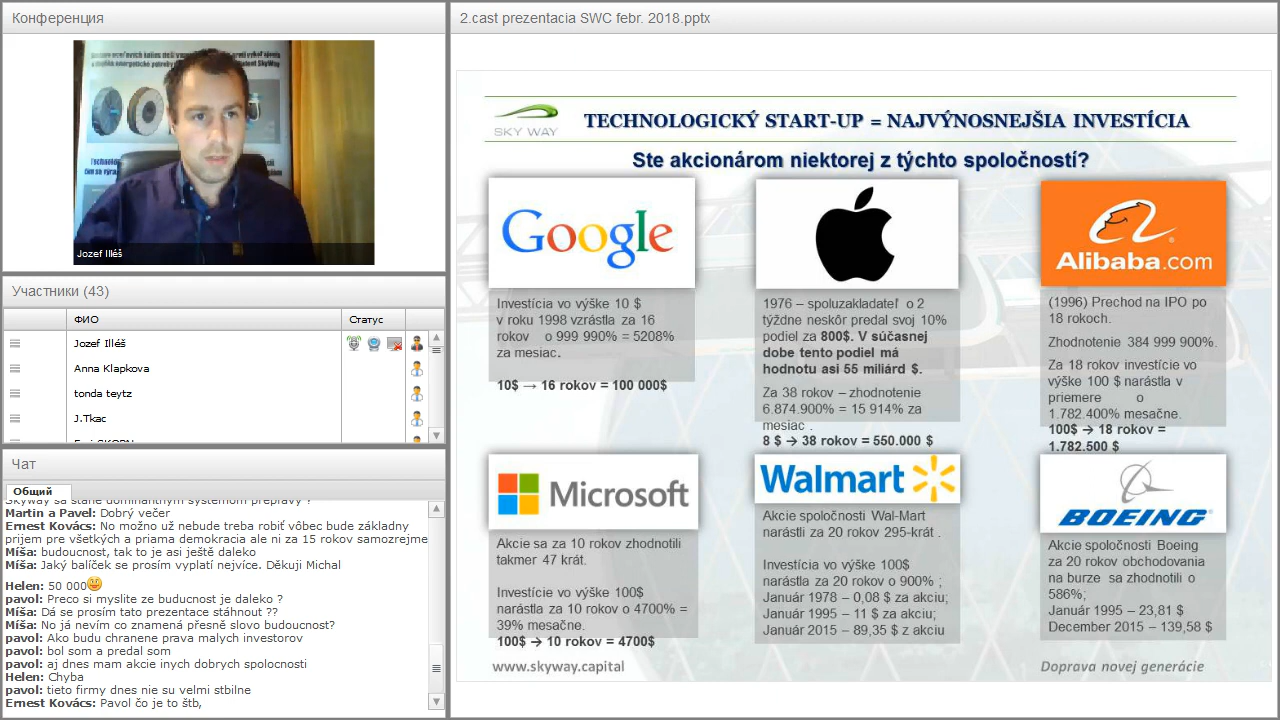 Конференция
Jozef Illéš
Участники (43)
ФИО
Статус
Jozef Illéš
Anna Klapkova
tonda teytz
J.Tkac
Чат
Общий
Skyway sa stane dominantným systemom prepravy ?
Martin a Pavel: Dobrý večer
Ernest Kovács: No možno už nebude treba robiť vôbec bude základny
prijem pre všetkých a priama demokracia ale ni za 15 rokov samozrejme
Míša: budoucnost, tak to je asi ještě daleko
Míša: Jaký balíček se prosím vyplatí nejvíce. Děkuji Michal
Helen: 50 000
pavol: Preco si myslite ze buducnost je daleko ?
Míša: Dá se prosím tato prezentace stáhnout ??
Míša: No já nevím co znamená přesně slovo budoucnost?
pavol: Ako budu chranene prava malych investorov
pavol: bol som a predal som
pavol: aj dnes mam akcie inych dobrych spolocnosti
Helen: Chyba
pavol: tieto firmy dnes nie su velmi stbilne
Ernest Kovács: Pavol čo je to štb,
2.cast prezentacia SWC febr. 2018.pptx
SKY WAY
TECHNOLOGICKÝ START-UP = NAJVÝNOSNEJŠIA INVESTÍCIA
Ste akcionárom niektorej z týchto spoločností?
Google
Investícia vo výške 10 $
v roku 1998 vzrástla za 16
rokov o 999 990% = 5208%
za mesiac.
10$ → 16 rokov = 100 000$
1976 – spoluzakladateľ o 2
týždne neskôr predal svoj 10%
podiel za 800$. V súčasnej
dobe tento podiel má
hodnotu asi 55 miliárd $.
Za 38 rokov – zhodnotenie
6.874.900% = 15 914% za
mesiac .
8 $ → 38 rokov = 550.000 $
Alibaba.com
(1996) Prechod na IPO po
18 rokoch.
Zhodnotenie 384 999 900%.
Za 18 rokov investície vo
výške 100 $ narástla v
priemere o
1.782.400% mesačne.
100$ → 18 rokov =
1.782.500 $
Microsoft
Akcie sa za 10 rokov zhodnotili
takmer 47 krát.
Investície vo výške 100$
narástla za 10 rokov o 4700% =
39% mesačne.
100$ → 10 rokov = 4700$
Walmart
Akcie spoločnosti Wal-Mart
narástli za 20 rokov 295-krát .
Investícia vo výške 100$
narástla za 20 rokov o 900% ;
Január 1978 – 0,08 $ za akciu;
Január 1995 – 11 $ za akciu;
Január 2015 – 89,35 $ z akciu
BOEING
Akcie spoločnosti Boeing
za 20 rokov obchodovania
na burze sa zhodnotili o
586%;
Január 1995 – 23,81 $
December 2015 – 139,58 $
www.skyway.capital
Doprava novej generácie